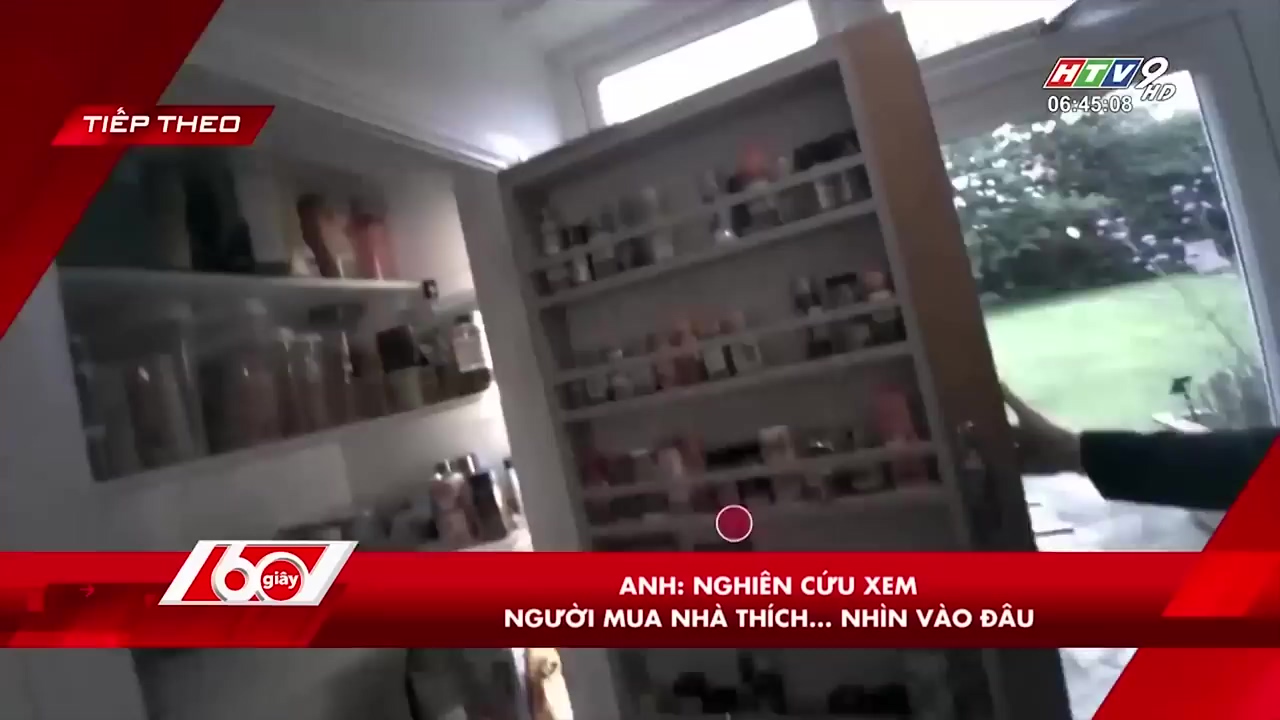 TIẾP THEO
HTV9
HD
06:45:08
60 giây
ANH: NGHIÊN CỨU XEM
NGƯỜI MUA NHÀ THÍCH... NHÌN VÀO ĐÂU